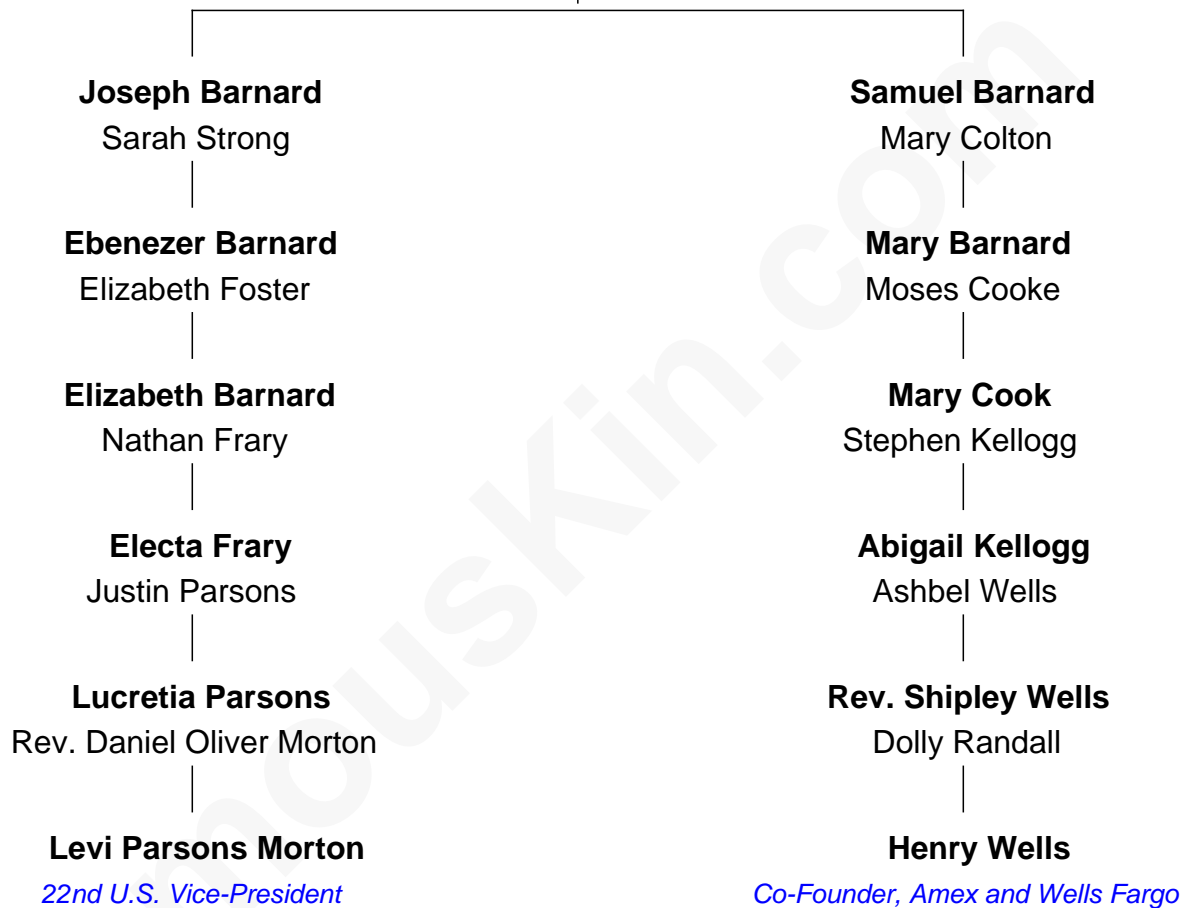 Joseph Barnard
Sarah Strong
Samuel Barnard
Mary Colton
Ebenezer Barnard
Elizabeth Foster
Mary Barnard
Moses Cooke
Elizabeth Barnard
Nathan Frary
Mary Cook
Stephen Kellogg
Electa Frary
Justin Parsons
Abigail Kellogg
Ashbel Wells
Lucretia Parsons
Rev. Daniel Oliver Morton
Rev. Shipley Wells
Dolly Randall
Levi Parsons Morton
22nd U.S. Vice-President
Henry Wells
Co-Founder, Amex and Wells Fargo
mousKin.com